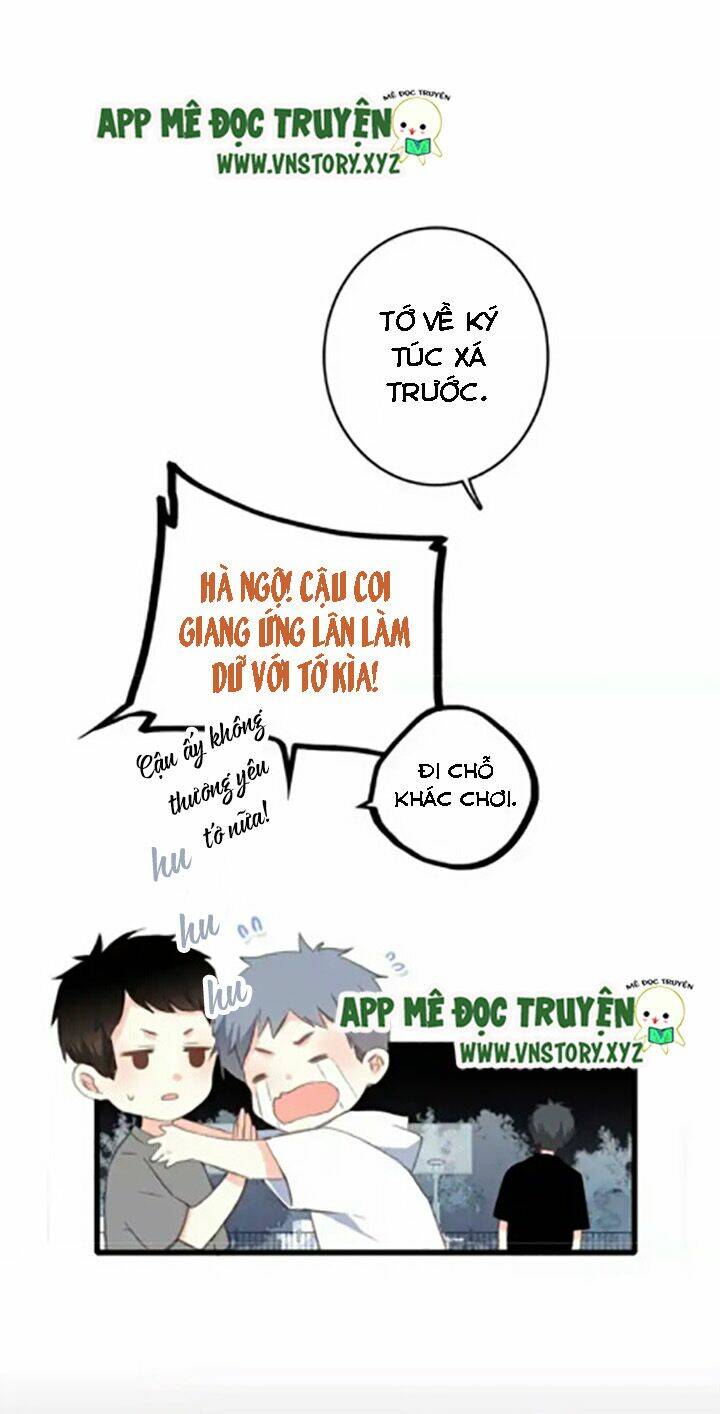 MÊ ĐỌC TRUYỆN
APP MÊ ĐỌC TRUYỆN
WWW.VNSTORY.XYZ
TỚ VỀ KÝ
TÚC XÁ
TRƯỚC.
HÀ NGỘ! CẬU COI
GIANG ỨNG LÂN LÀM
DỮ VỚI TỚ KÌA!
Cậu ấy không
thương yêu
tớ nữa!
ĐI CHỖ
KHÁC CHƠI.
hu
hu
hu
MÊ ĐỌC TRUYỆN
APP MÊ ĐỌC TRUYỆN
WWW.VNSTORY.XYZ